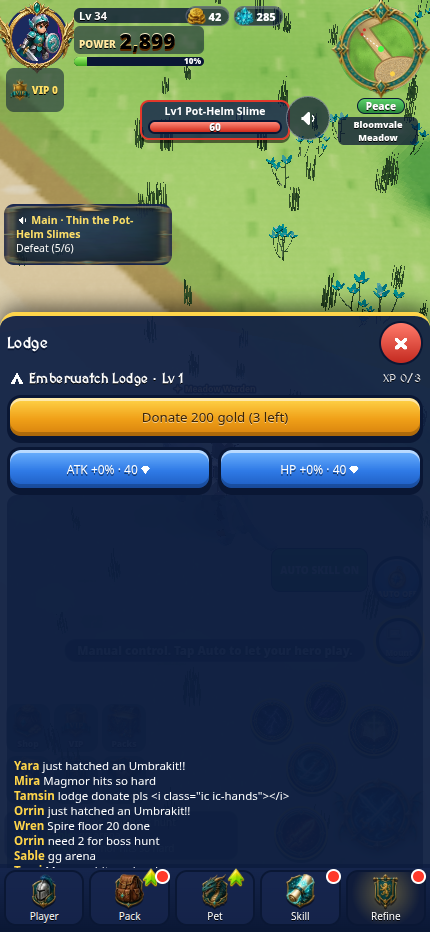 Lv 34
42
285
POWER 2,899
10%
VIP 0
Lv1 Pot-Helm Slime
60
Peace
Bloomvale
Meadow
Main · Thin the Pot-
Helm Slimes
Defeat (5/6)
Lodge
Emberwatch Lodge · Lv 1
XP 0/3
Donate 200 gold (3 left)
ATK +0% · 40
HP +0% · 40
AUTO SKILL ON
Manual control. Tap Auto to let your hero play.
Yara just hatched an Umbrakit!!
Mira Magmor hits so hard
Tamsin lodge donate pls <i class="ic ic-hands"></i>
Orrin just hatched an Umbrakit!!
Wren Spire floor 20 done
Orrin need 2 for boss hunt
Sable gg arena
Player
Pack
Pet
Skill
Refine